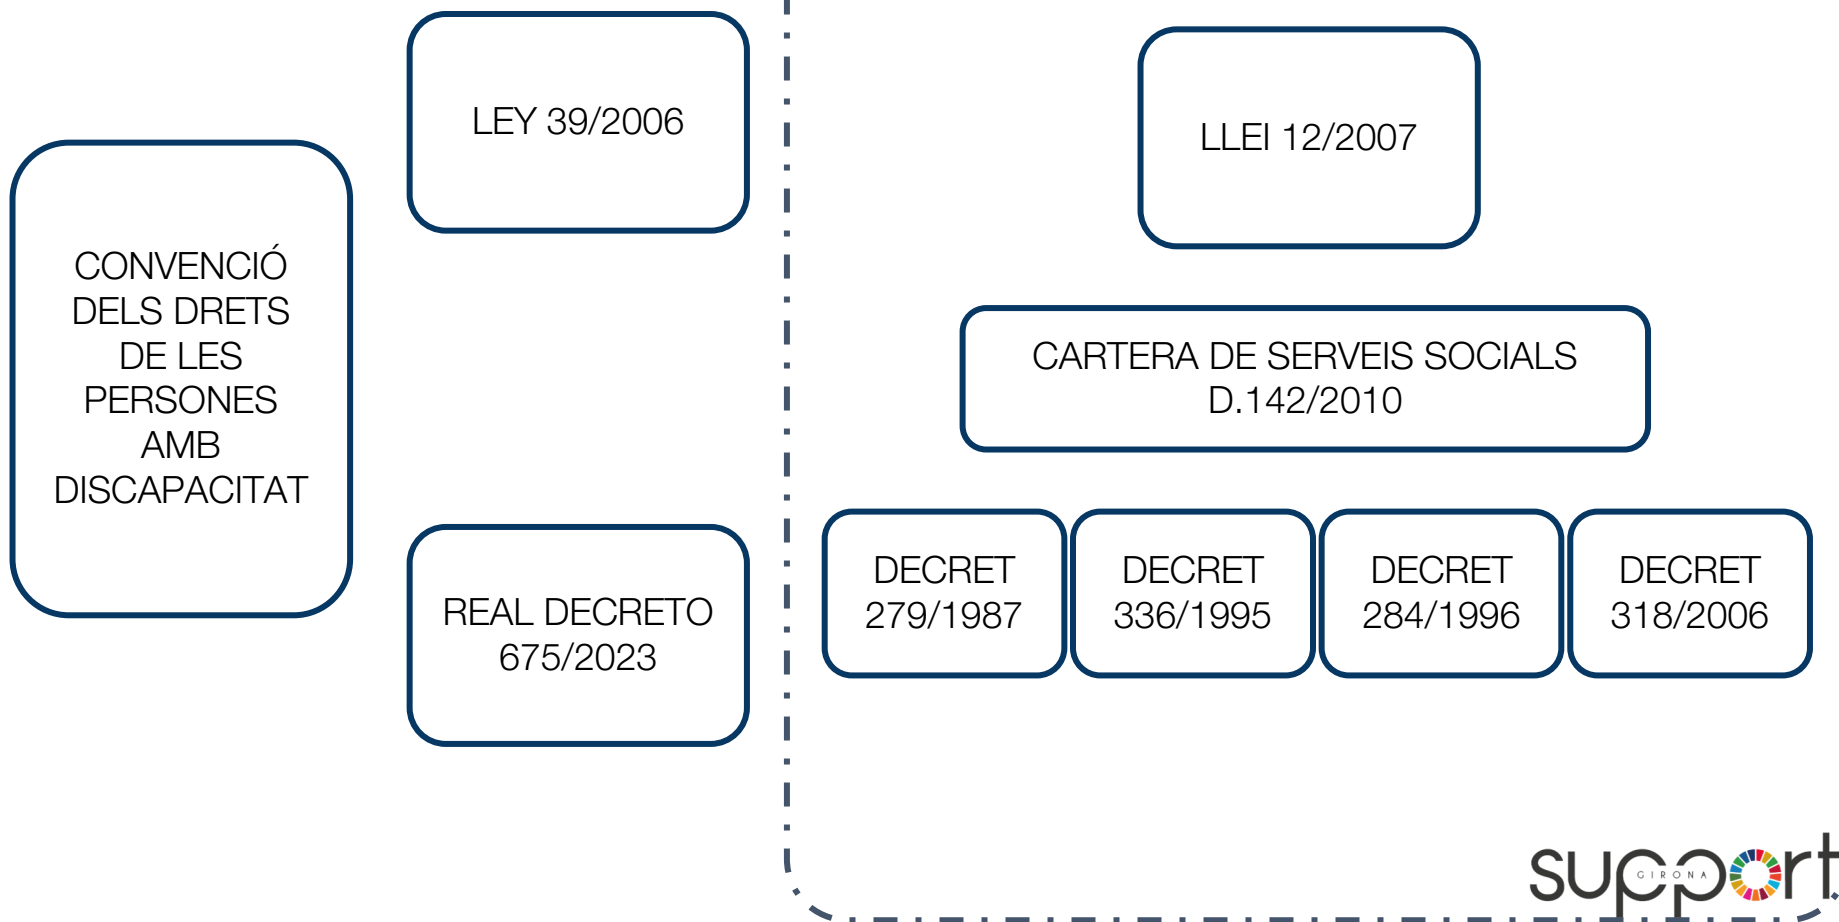 CONVENCIÓ
DELS DRETS
DE LES
PERSONES
AMB
DISCAPACITAT
LEY 39/2006
REAL DECRETO
675/2023
LLEI 12/2007
CARTERA DE SERVEIS SOCIALS
D.142/2010
DECRET
279/1987
DECRET
336/1995
DECRET
284/1996
DECRET
318/2006
support
GIRONA